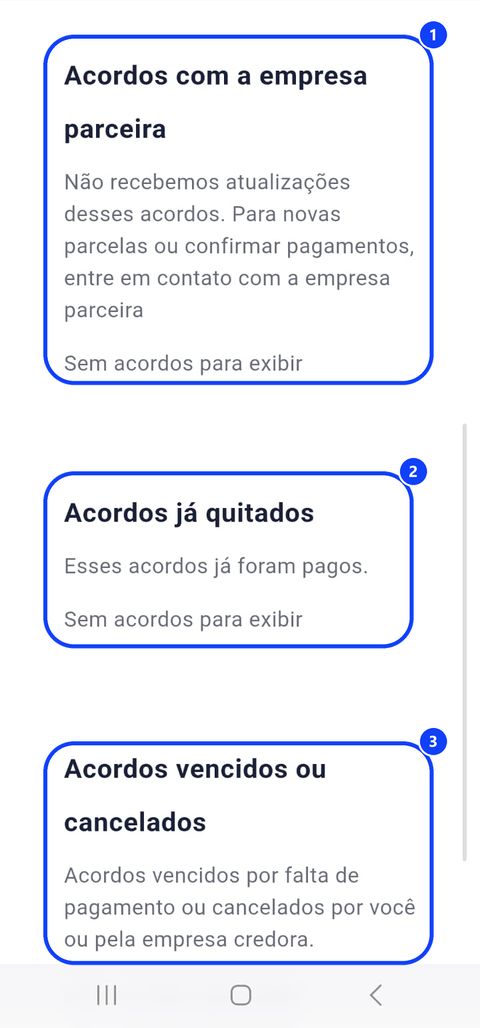 1
Acordos com a empresa
parceira
Não recebemos atualizações
desses acordos. Para novas
parcelas ou confirmar pagamentos,
entre em contato com a empresa
parceira
Sem acordos para exibir
2
Acordos já quitados
Esses acordos já foram pagos.
Sem acordos para exibir
3
Acordos vencidos ou
cancelados
Acordos vencidos por falta de
pagamento ou cancelados por você
ou pela empresa credora.